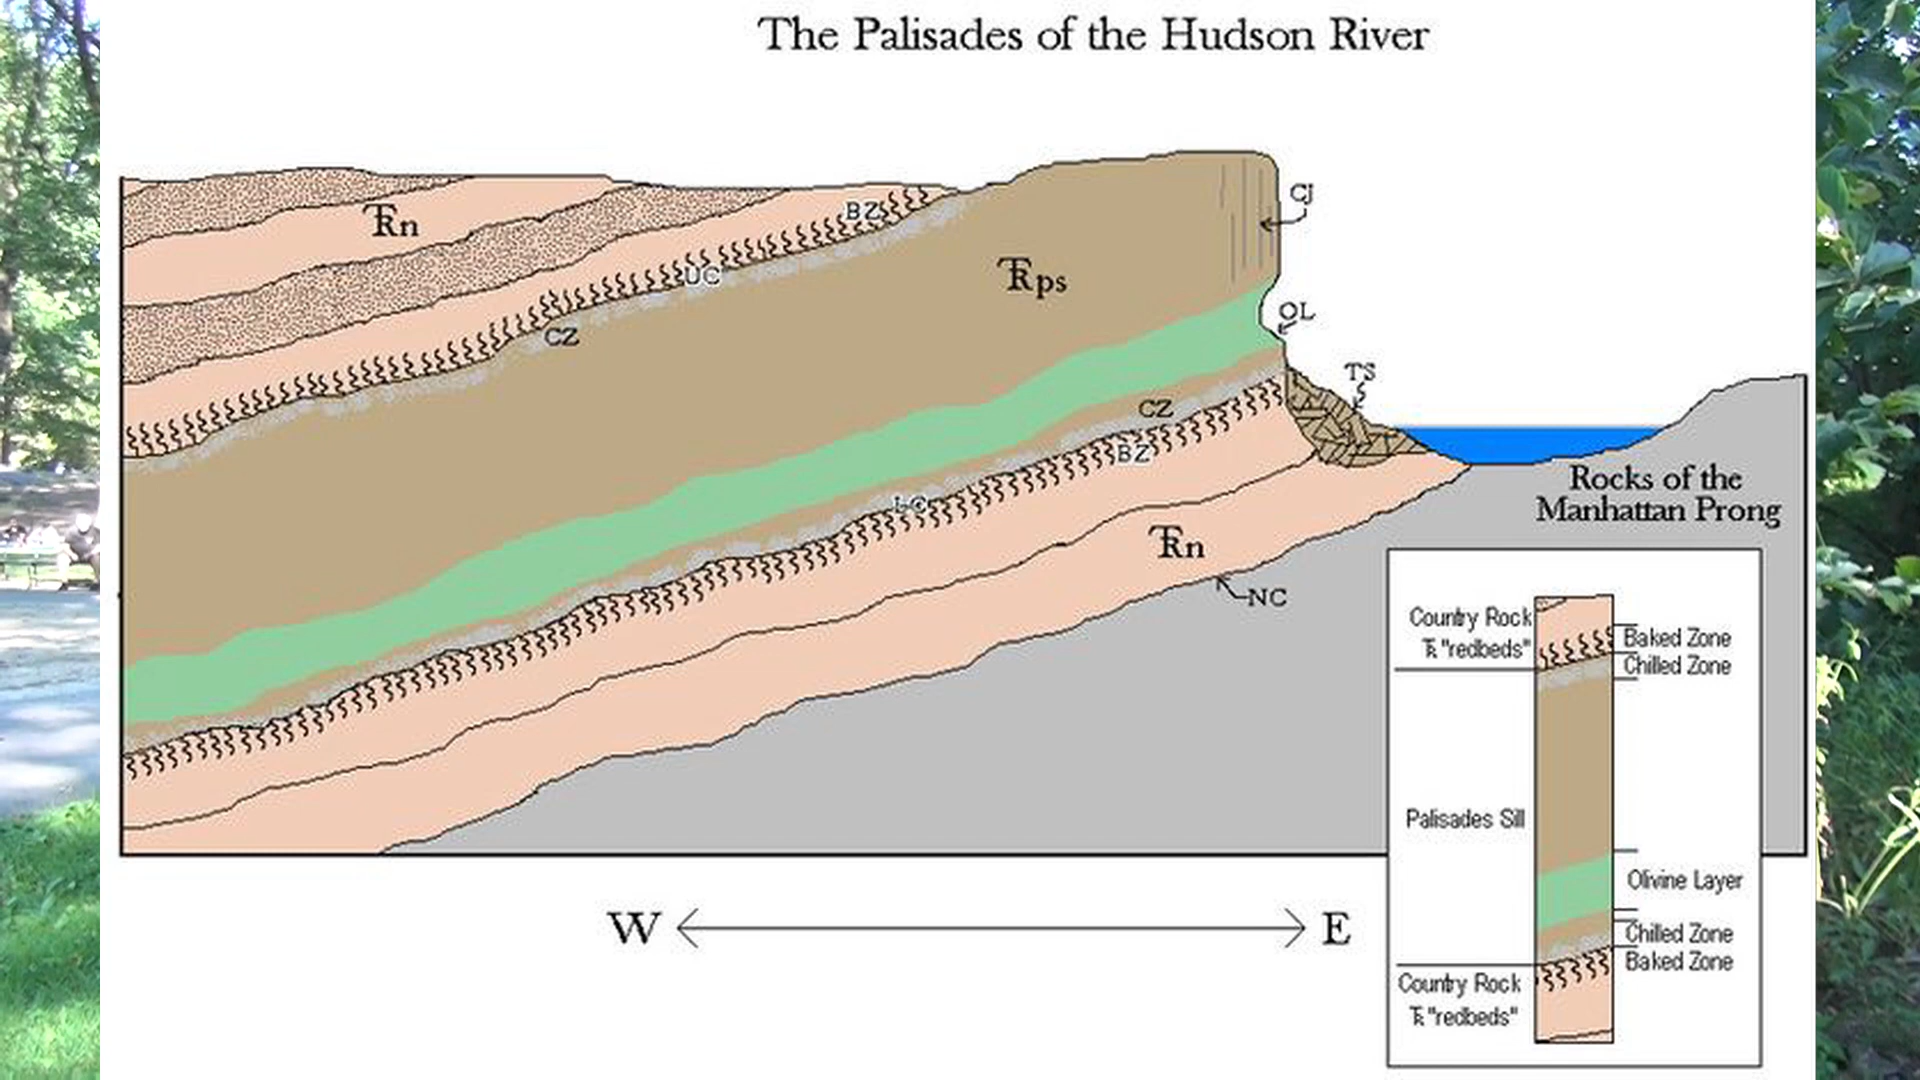 The Palisades of the Hudson River
Ꞧn
BZ
CJ
UC
Ꞧps
CZ
OL
TS
CZ
BZ
LC
Rocks of the
Manhattan Prong
Ꞧn
NC
Country Rock
Ꞧ "redbeds"
Baked Zone
Chilled Zone
Palisades Sill
Olivine Layer
Chilled Zone
Baked Zone
Country Rock
Ꞧ "redbeds"
W
E